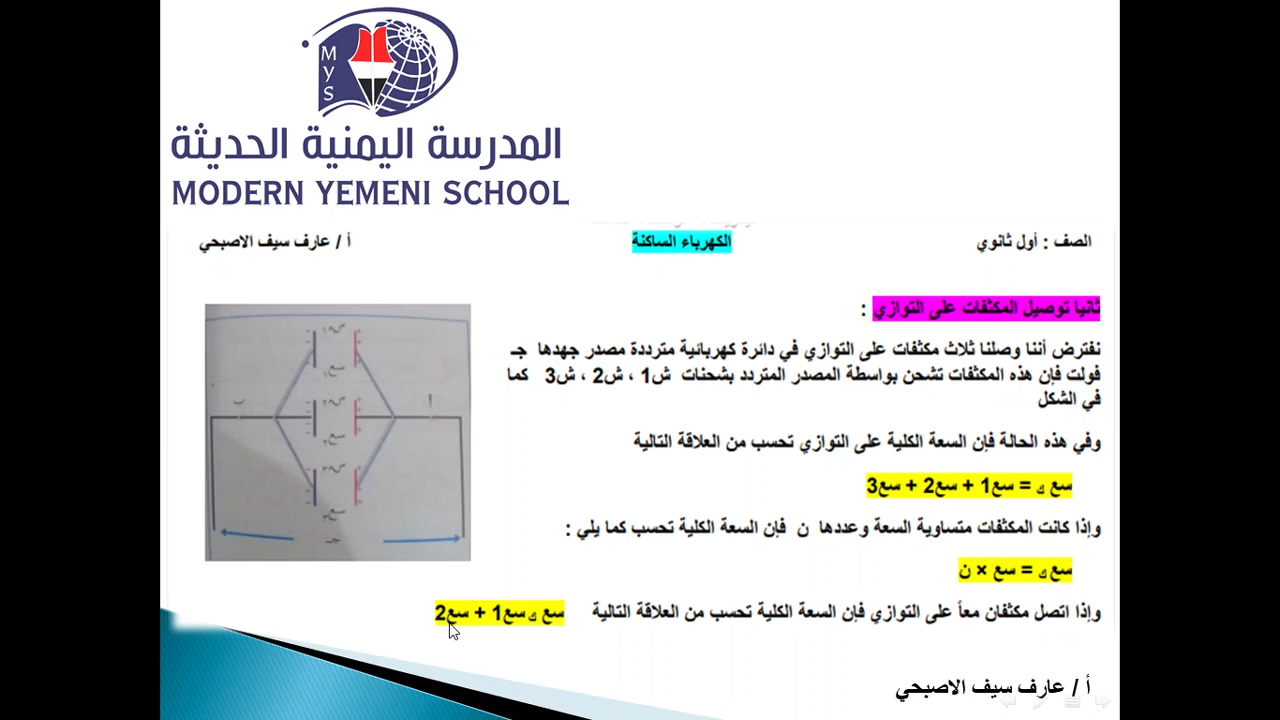 MyS
المدرسة اليمنية الحديثة
MODERN YEMENI SCHOOL
الصف : أول ثانوي
الكهرباء الساكنة
أ / عارف سيف الاصبحي
ثانيا توصيل المكثفات على التوازي :
نفترض أننا وصلنا ثلاث مكثفات على التوازي في دائرة كهربائية مترددة مصدر جهدها جـ
فولت فإن هذه المكثفات تشحن بواسطة المصدر المتردد بشحنات ش1 ، ش2 ، ش3 كما
في الشكل
وفي هذه الحالة فإن السعة الكلية على التوازي تحسب من العلاقة التالية
سع ك = سع1 + سع2 + سع3
وإذا كانت المكثفات متساوية السعة وعددها ن فإن السعة الكلية تحسب كما يلي :
سع ك = سع × ن
وإذا اتصل مكثفان معاً على التوازي فإن السعة الكلية تحسب من العلاقة التالية سع ك سع1 + سع2
أ
ب
جـ
أ / عارف سيف الاصبحي